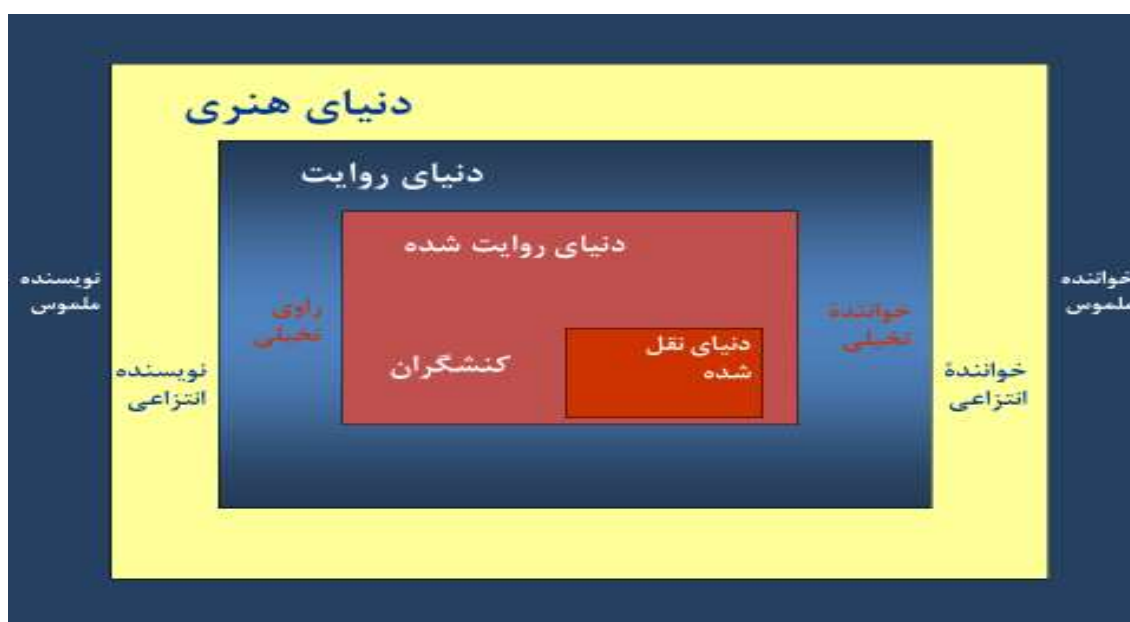 دنیای هنری
دنیای روایت
دنیای روایت شده
خواننده
ملموس
نویسنده
ملموس
خوانندهٔ
تخیلی
راوی
تخیلی
دنیای نقل
شده
کنشگران
خوانندهٔ
انتزاعی
نویسنده
انتزاعی